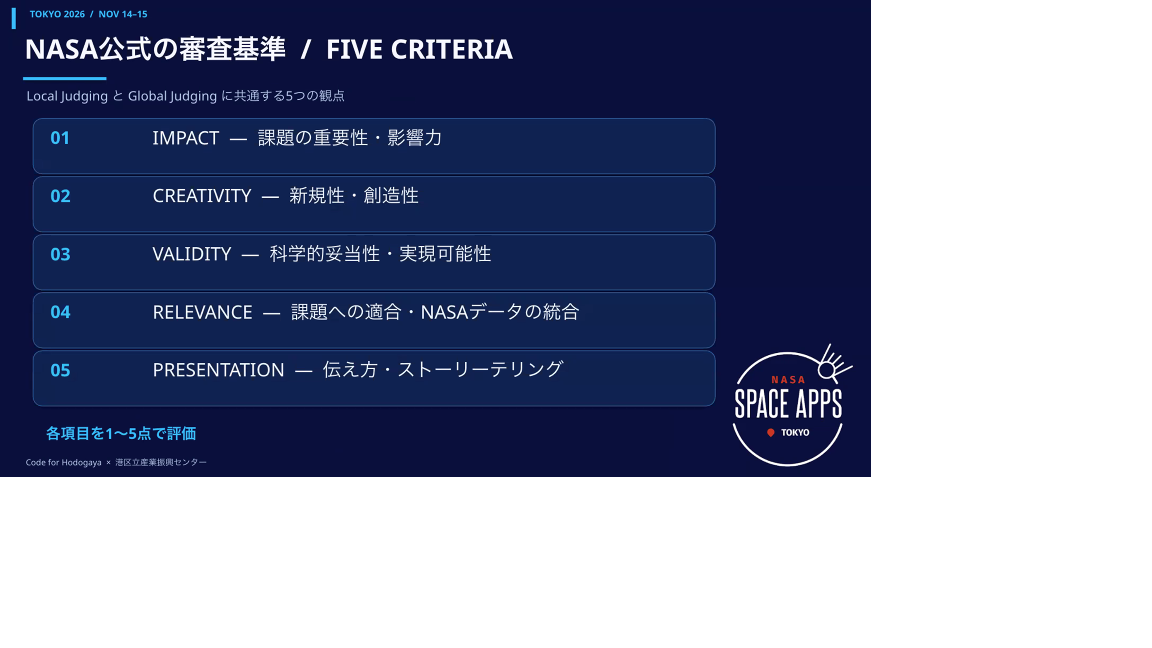 TOKYO 2026 / NOV 14–15
NASA公式の審査基準 / FIVE CRITERIA
Local Judging と Global Judging に共通する5つの観点
01 IMPACT — 課題の重要性・影響力
02 CREATIVITY — 新規性・創造性
03 VALIDITY — 科学的妥当性・実現可能性
04 RELEVANCE — 課題への適合・NASAデータの統合
05 PRESENTATION — 伝え方・ストーリーテリング
各項目を1〜5点で評価
Code for Hodogaya × 港区立産業振興センター
NASA
SPACE APPS
TOKYO